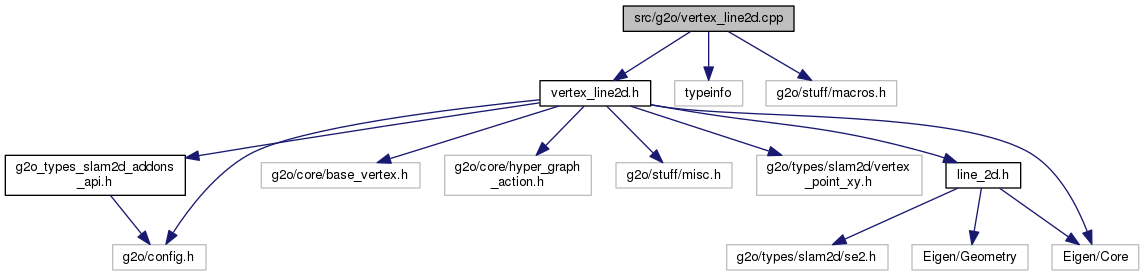 src/g2o/vertex_line2d.cpp
vertex_line2d.h
typeinfo
g2o/stuff/macros.h
g2o_types_slam2d_addons
_api.h
g2o/core/base_vertex.h
g2o/core/hyper_graph
_action.h
g2o/stuff/misc.h
g2o/types/slam2d/vertex
_point_xy.h
line_2d.h
g2o/config.h
g2o/types/slam2d/se2.h
Eigen/Geometry
Eigen/Core